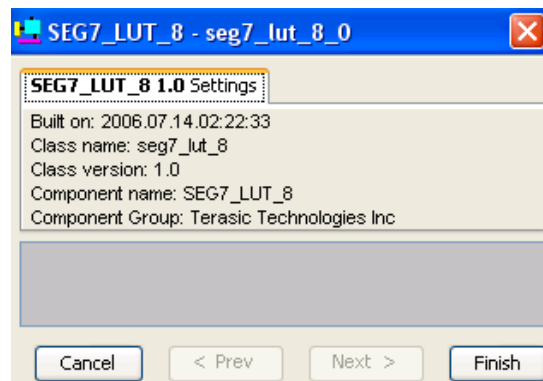 SEG7_LUT_8 - seg7_lut_8_0
SEG7_LUT_8 1.0 Settings
Built on: 2006.07.14.02:22:33
Class name: seg7_lut_8
Class version: 1.0
Component name: SEG7_LUT_8
Component Group: Terasic Technologies Inc
Cancel < Prev Next > Finish